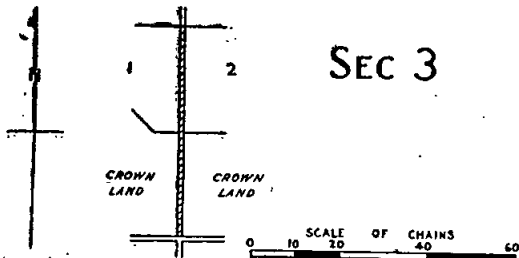 1
2
SEC 3
CROWN
LAND
CROWN
LAND
SCALE OF CHAINS
0 10 20 40 60